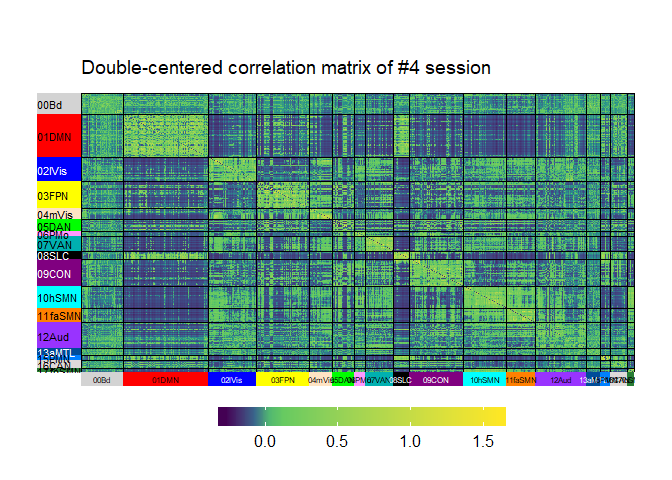 Double-centered correlation matrix of #4 session
00Bd
01DMN
02lVis
03FPN
04mVis
05DAN
06PMo
07VAN
08SLC
09CON
10hSMN
11faSMN
12Aud
13aMTL
00Bd 01DMN 02lVis 03FPN 04mVis 05DAN 07VAN 08SLC 09CON 10hSMN 11faSMN 12Aud
0.0 0.5 1.0 1.5